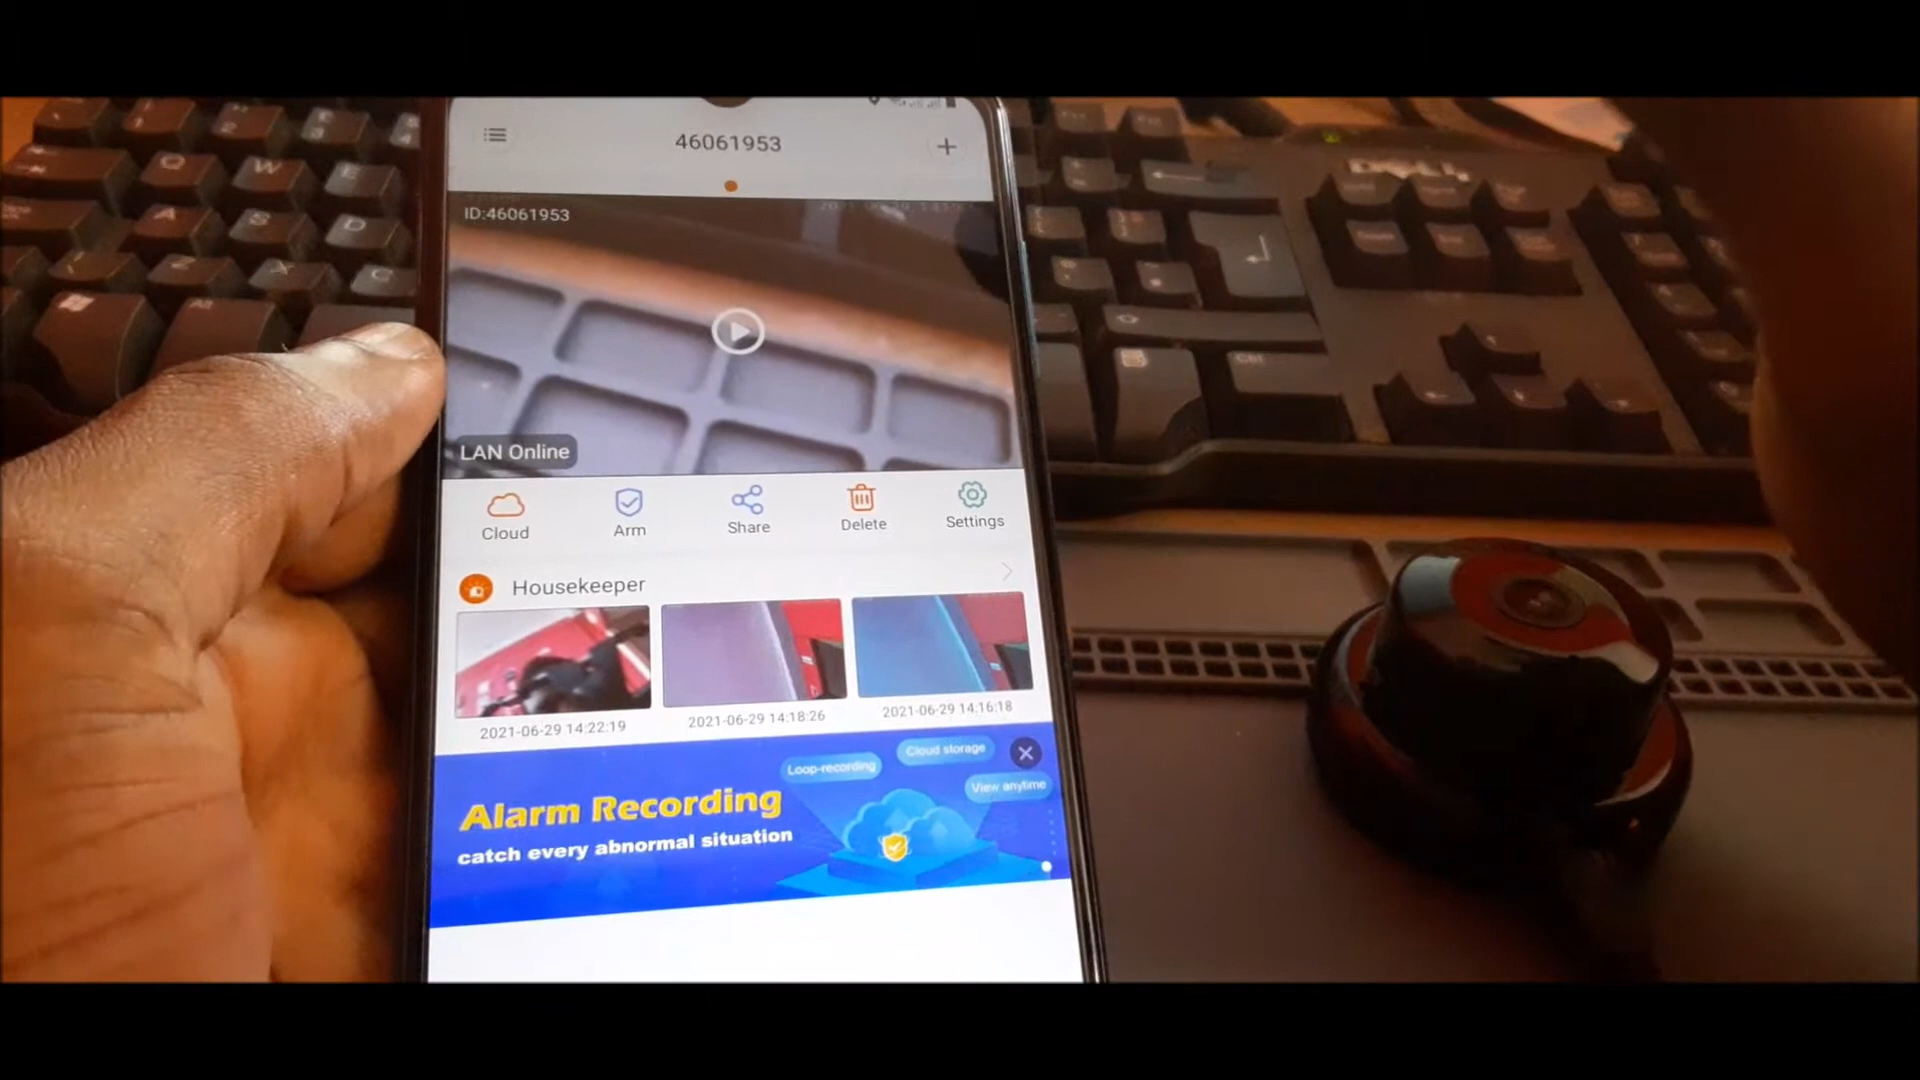 46061953
ID:46061953
LAN Online
Cloud
Arm
Share
Delete
Settings
Housekeeper
2021-06-29 14:22:19
2021-06-29 14:18:26
2021-06-29 14:16:18
Loop-recording
Cloud storage
View anytime
Alarm Recording
catch every abnormal situation
DELL
Q
W
E
A
S
D
Z
X
C
Ctrl